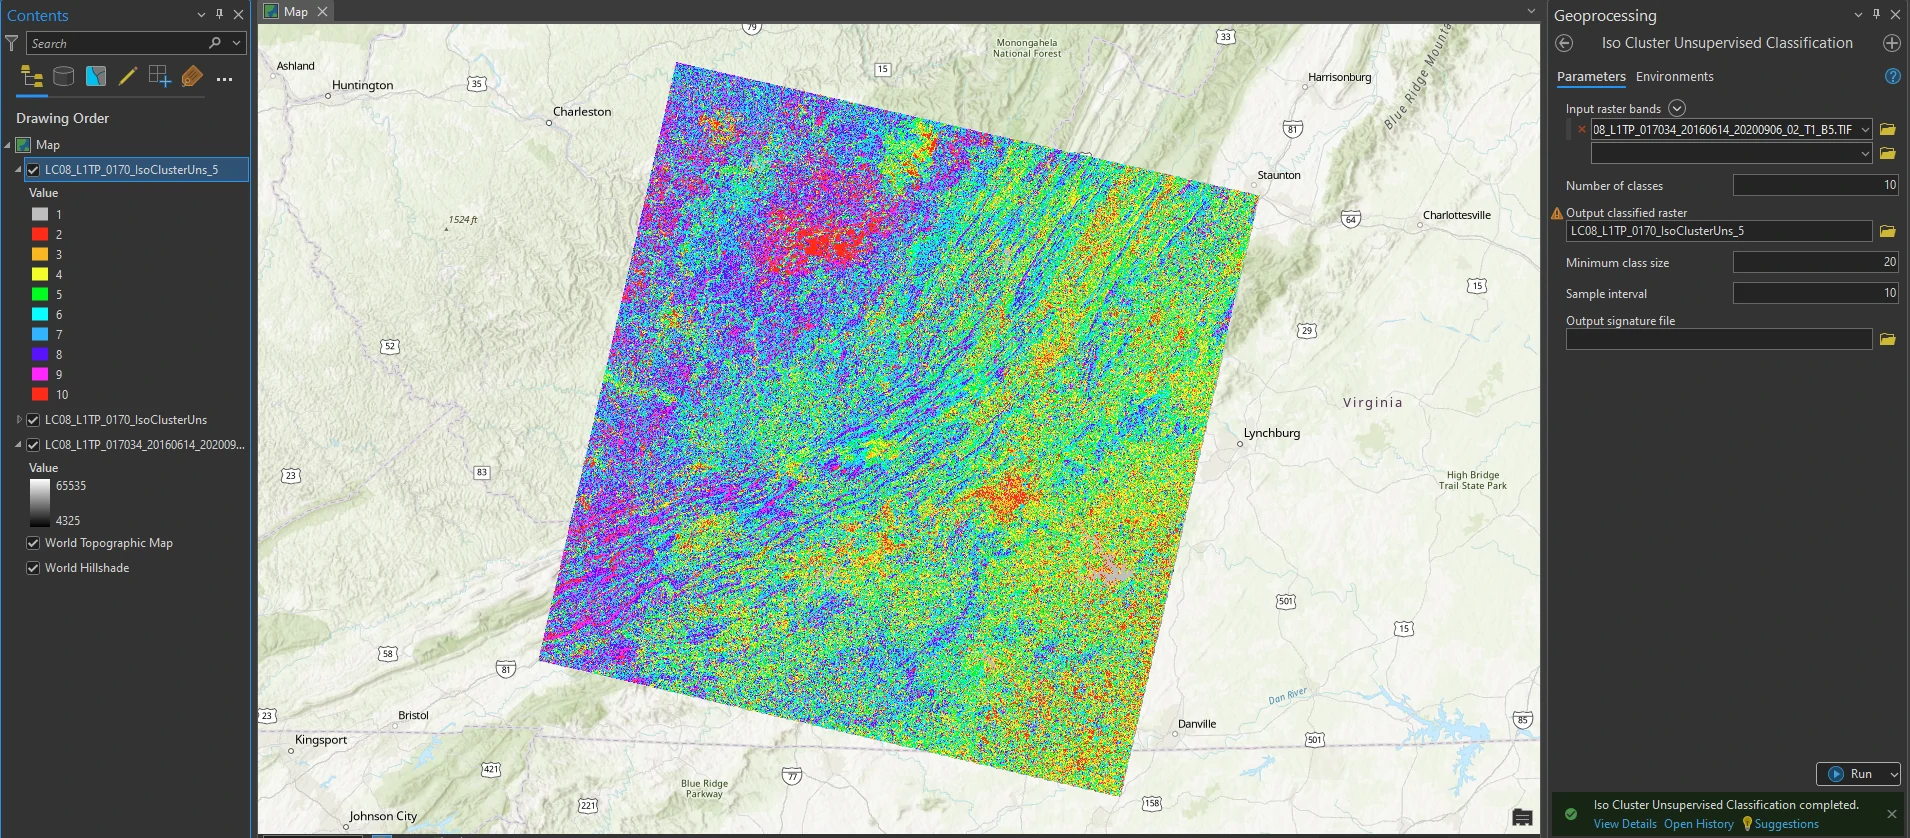 Contents
Search
Drawing Order
Map
LC08_L1TP_0170_IsoClusterUns_5
Value
1
2
3
4
5
6
7
8
9
10
LC08_L1TP_0170_IsoClusterUns
LC08_L1TP_017034_20160614_202009...
Value
65535
4325
World Topographic Map
World Hillshade
Map
79
33
Monongahela
National Forest
Ashland
Huntington
35
15
Harrisonburg
Charleston
Blue Ridge Mounta
81
Staunton
1524 ft
64
Charlottesville
15
29
52
Virginia
Lynchburg
23
83
High Bridge
Trail State Park
501
15
58
81
Dan River
23
Bristol
Danville
85
Kingsport
501
421
77
Blue Ridge
Parkway
221
158
Johnson City
Geoprocessing
Iso Cluster Unsupervised Classification
Parameters Environments
Input raster bands
08_L1TP_017034_20160614_20200906_02_T1_B5.TIF
Number of classes 10
Output classified raster
LC08_L1TP_0170_IsoClusterUns_5
Minimum class size 20
Sample interval 10
Output signature file
Run
Iso Cluster Unsupervised Classification completed.
View Details Open History Suggestions